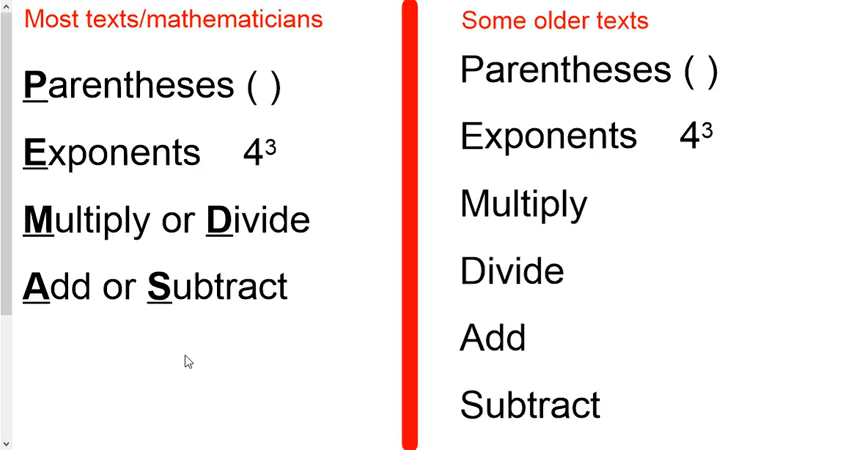 Most texts/mathematicians
Parentheses ( )
Exponents 4³
Multiply or Divide
Add or Subtract
Some older texts
Parentheses ( )
Exponents 4³
Multiply
Divide
Add
Subtract